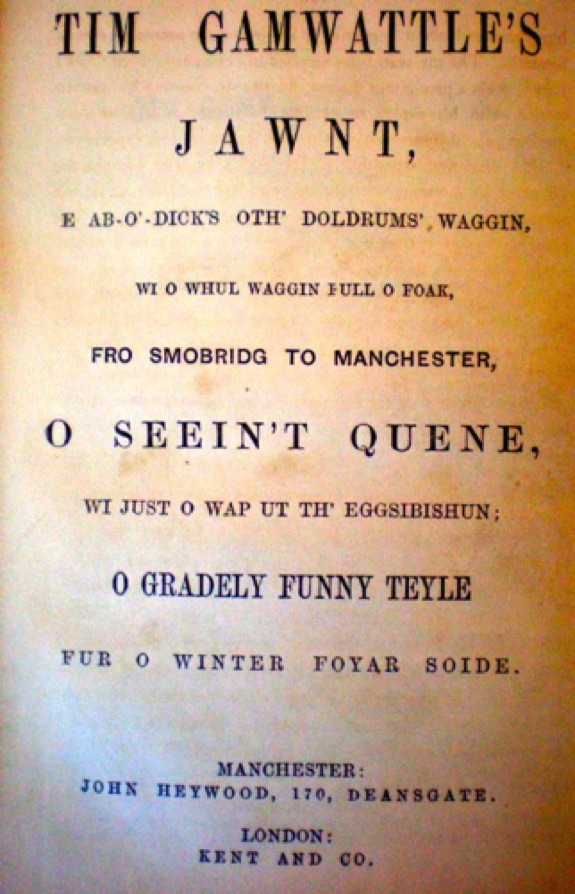 TIM GAMWATTLE'S
JAWNT,
E AB-O'-DICK'S OTH' DOLDRUMS' WAGGIN,
WI O WHUL WAGGIN FULL O FOAK,
FRO SMOBRIDG TO MANCHESTER,
O SEEIN'T QUENE,
WI JUST O WAP UT TH' EGGSIBISHUN;
O GRADELY FUNNY TEYLE
FUR O WINTER FOYAR SOIDE.
MANCHESTER:
JOHN HEYWOOD, 170, DEANSGATE.
LONDON:
KENT AND CO.